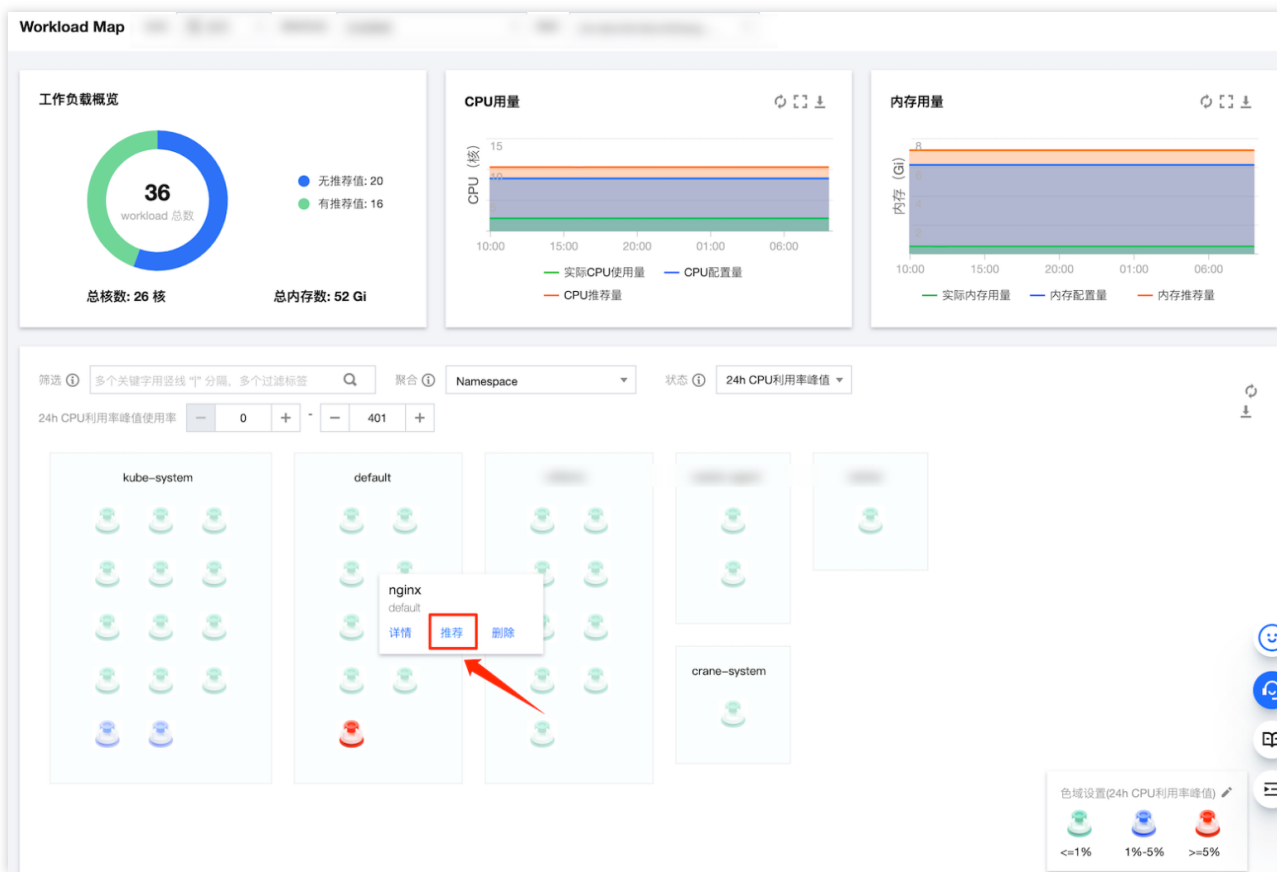 Workload Map
工作负载概览
36
workload 总数
无推荐值: 20
有推荐值: 16
总核数: 26 核
总内存数: 52 Gi
CPU用量
CPU（核）
15
10
5
10:00 15:00 20:00 01:00 06:00
实际CPU使用量 CPU配置量
CPU推荐量
内存用量
内存（Gi）
8
6
4
2
10:00 15:00 20:00 01:00 06:00
实际内存用量 内存配置量 内存推荐量
筛选 多个关键字用竖线 "|" 分隔，多个过滤标签 聚合 Namespace 状态 24h CPU利用率峰值
24h CPU利用率峰值使用率 - 0 + - - 401 +
kube-system
default
nginx
default
详情 推荐 删除
crane-system
色域设置(24h CPU利用率峰值)
<=1% 1%-5% >=5%